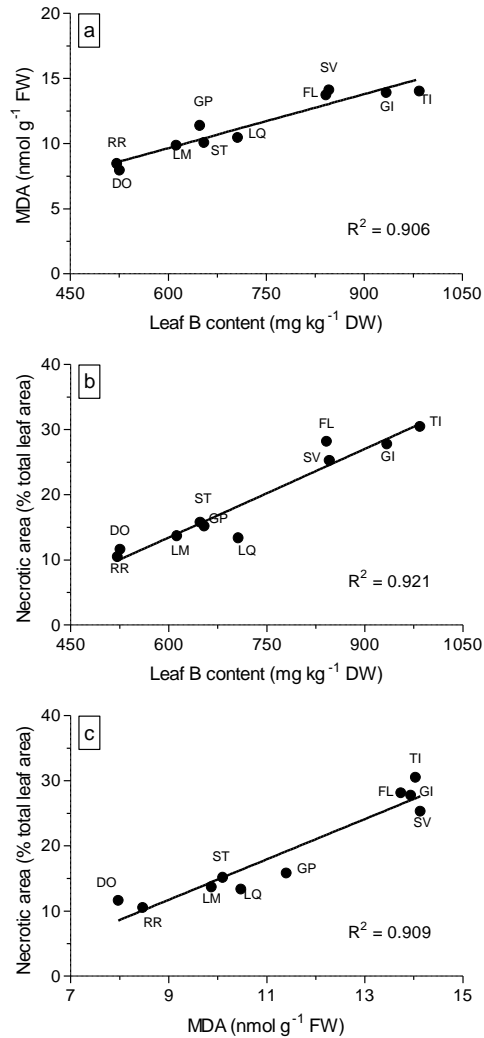 a
MDA (nmol g⁻¹ FW)
20
15
10
5
0
RR
DO
LM
GP
ST
LQ
FL
SV
GI
TI
R² = 0.906
450 600 750 900 1050
Leaf B content (mg kg⁻¹ DW)
b
Necrotic area (% total leaf area)
40
30
20
10
0
DO
RR
LM
ST
GP
LQ
FL
SV
GI
TI
R² = 0.921
450 600 750 900 1050
Leaf B content (mg kg⁻¹ DW)
c
Necrotic area (% total leaf area)
40
30
20
10
0
DO
RR
ST
LM
LQ
GP
TI
FL
GI
SV
R² = 0.909
7 9 11 13 15
MDA (nmol g⁻¹ FW)